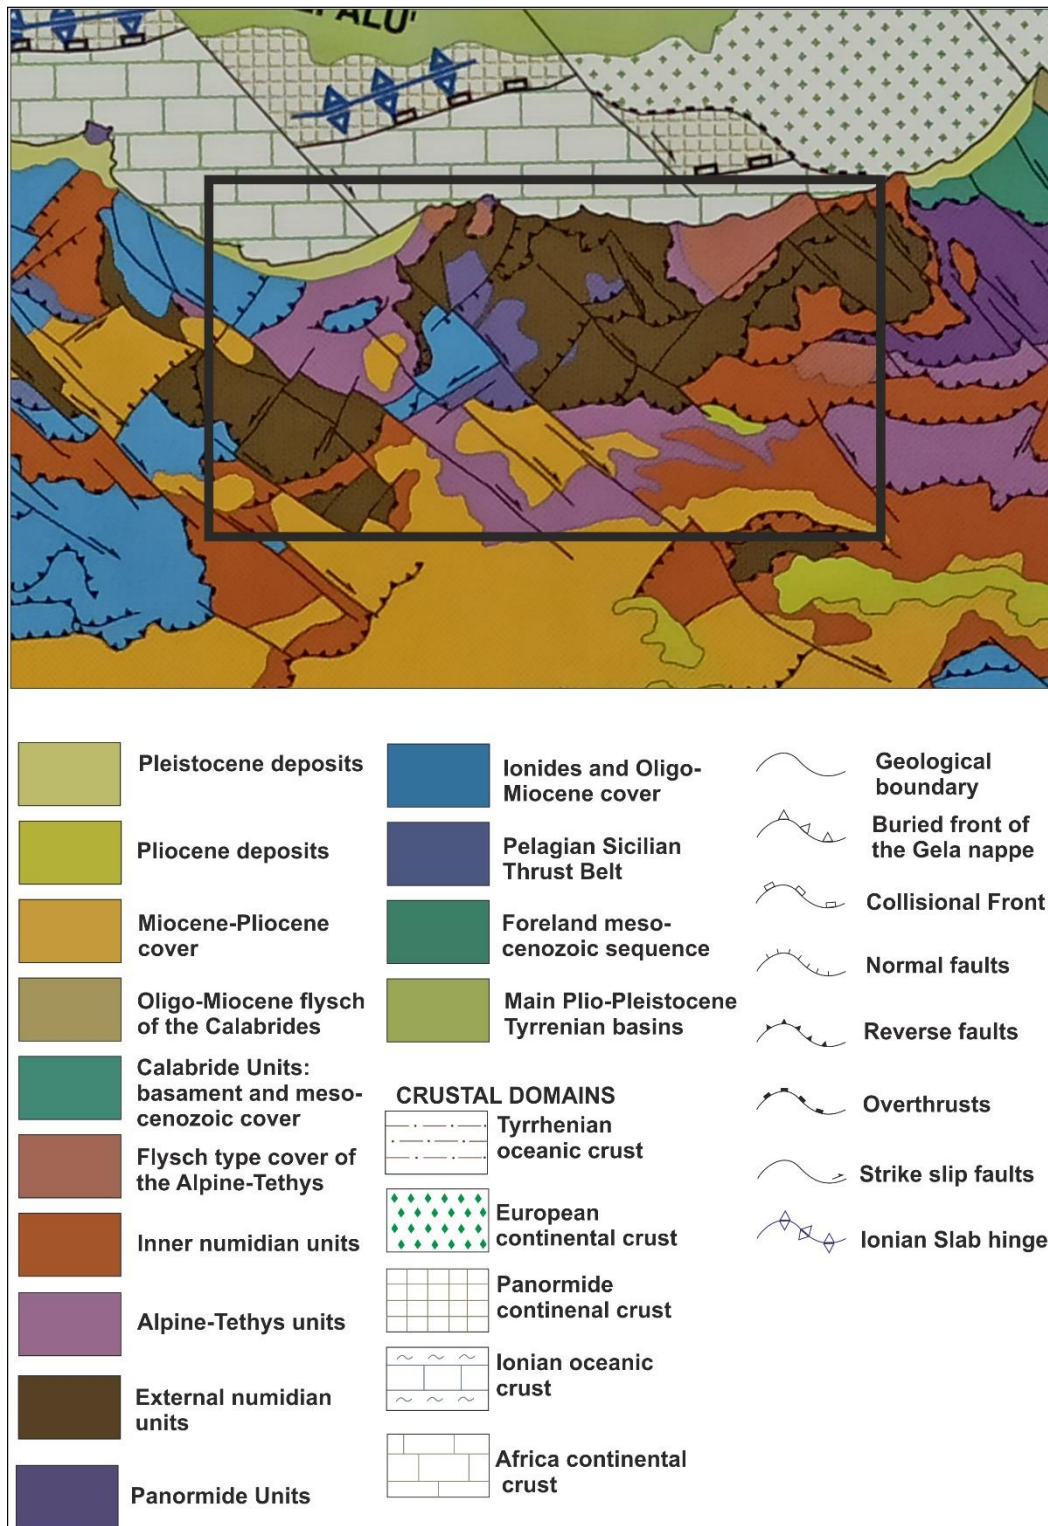 ALU'
Pleistocene deposits
Pliocene deposits
Miocene-Pliocene
cover
Oligo-Miocene flysch
of the Calabrides
Calabride Units:
basament and meso-
cenozoic cover
Flysch type cover of
the Alpine-Tethys
Inner numidian units
Alpine-Tethys units
External numidian
units
Panormide Units
Ionides and Oligo-
Miocene cover
Pelagian Sicilian
Thrust Belt
Foreland meso-
cenozoic sequence
Main Plio-Pleistocene
Tyrrenian basins
CRUSTAL DOMAINS
Tyrrhenian
oceanic crust
European
continental crust
Panormide
continenal crust
Ionian oceanic
crust
Africa continental
crust
Geological
boundary
Buried front of
the Gela nappe
Collisional Front
Normal faults
Reverse faults
Overthrusts
Strike slip faults
Ionian Slab hinge